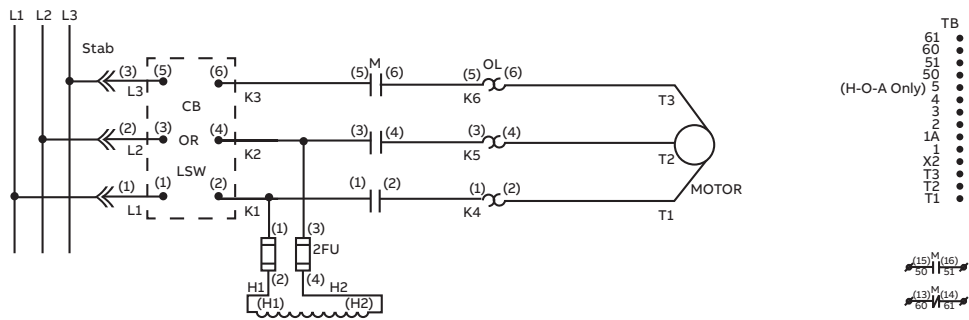 L1 L2 L3
TB
Stab
61
60
51
50
(H-O-A Only) 5
4
3
2
1A
1
X2
T3
T2
T1
(3) (5) (6) (5) M (6) (5) OL (6)
L3 K3 K6 T3
CB
(2) (3) (4) (3) (4) (3) (4)
OR
L2 K2 K5 T2
LSW
(1) (1) (2) (1) (2) (1) (2)
MOTOR
L1 K1 K4 T1
(1) (3)
2FU
(2) (4)
H1 H2
(H1) (H2)
(15) M (16)
50 51
(13) M (14)
60 61